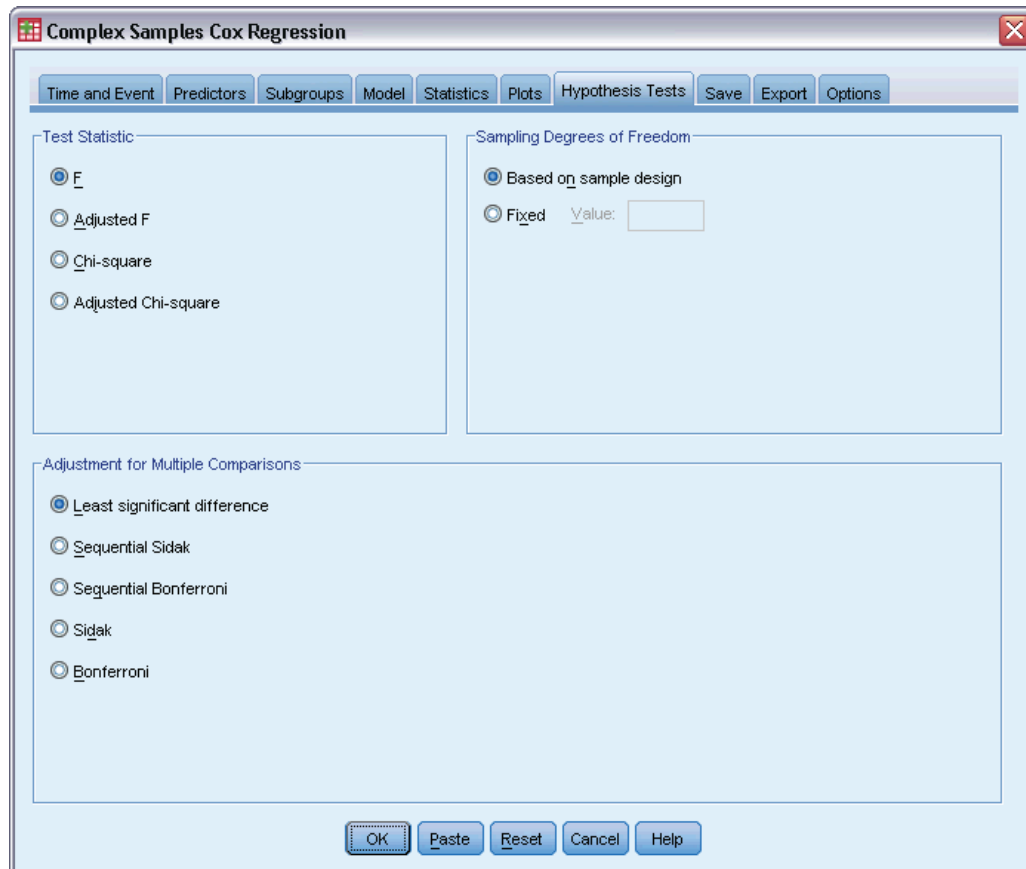 Complex Samples Cox Regression
Time and Event Predictors Subgroups Model Statistics Plots Hypothesis Tests Save Export Options
Test Statistic
F
Adjusted F
Chi-square
Adjusted Chi-square
Sampling Degrees of Freedom
Based on sample design
Fixed Value:
Adjustment for Multiple Comparisons
Least significant difference
Sequential Sidak
Sequential Bonferroni
Sidak
Bonferroni
OK Paste Reset Cancel Help